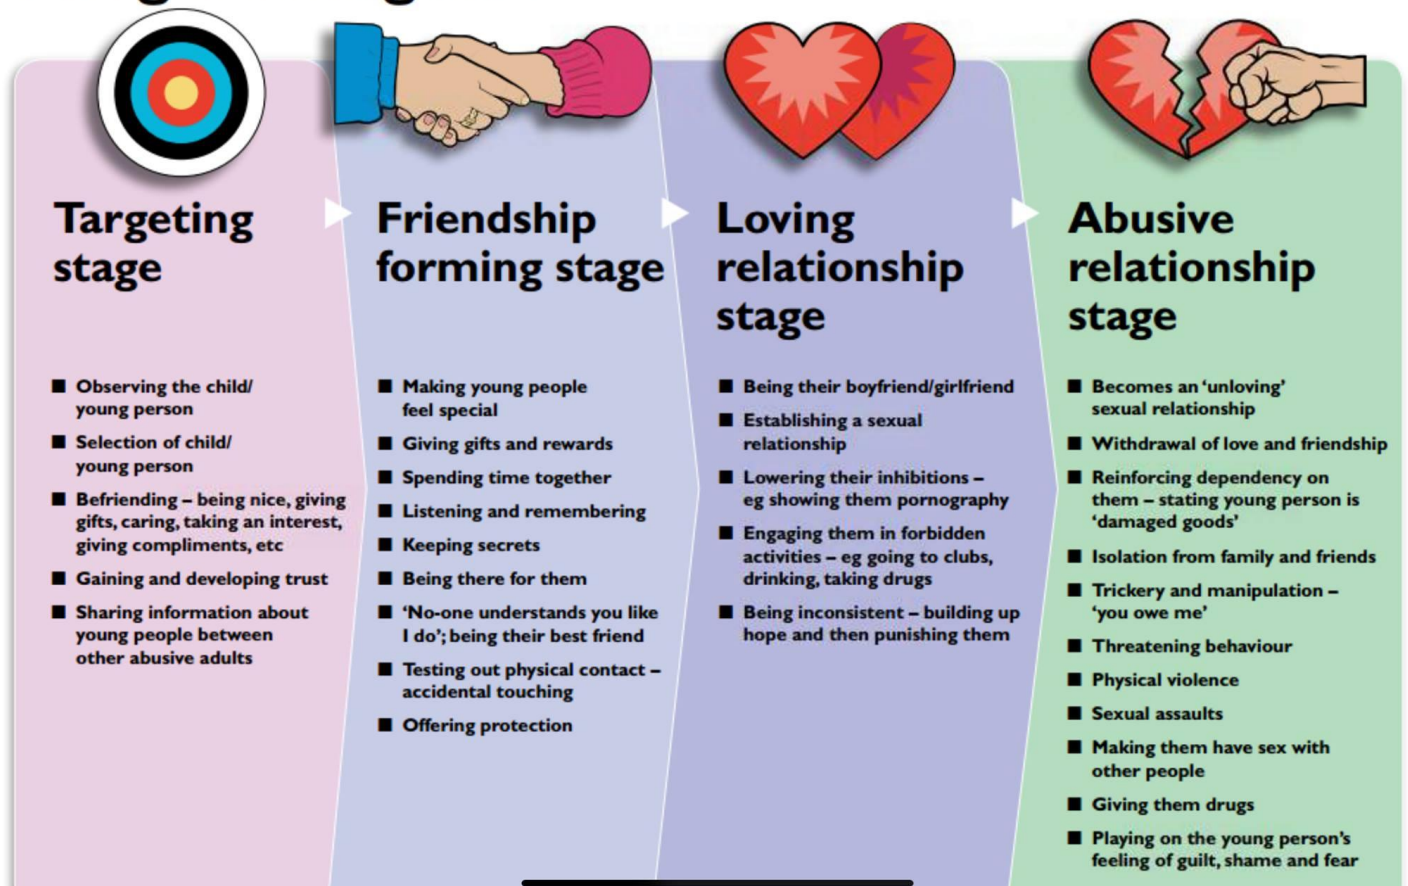 Targeting
stage
■ Observing the child/
young person
■ Selection of child/
young person
■ Befriending – being nice, giving
gifts, caring, taking an interest,
giving compliments, etc
■ Gaining and developing trust
■ Sharing information about
young people between
other abusive adults
Friendship
forming stage
■ Making young people
feel special
■ Giving gifts and rewards
■ Spending time together
■ Listening and remembering
■ Keeping secrets
■ Being there for them
■ ‘No-one understands you like
I do’; being their best friend
■ Testing out physical contact –
accidental touching
■ Offering protection
Loving
relationship
stage
■ Being their boyfriend/girlfriend
■ Establishing a sexual
relationship
■ Lowering their inhibitions –
eg showing them pornography
■ Engaging them in forbidden
activities – eg going to clubs,
drinking, taking drugs
■ Being inconsistent – building up
hope and then punishing them
Abusive
relationship
stage
■ Becomes an ‘unloving’
sexual relationship
■ Withdrawal of love and friendship
■ Reinforcing dependency on
them – stating young person is
‘damaged goods’
■ Isolation from family and friends
■ Trickery and manipulation –
‘you owe me’
■ Threatening behaviour
■ Physical violence
■ Sexual assaults
■ Making them have sex with
other people
■ Giving them drugs
■ Playing on the young person’s
feeling of guilt, shame and fear